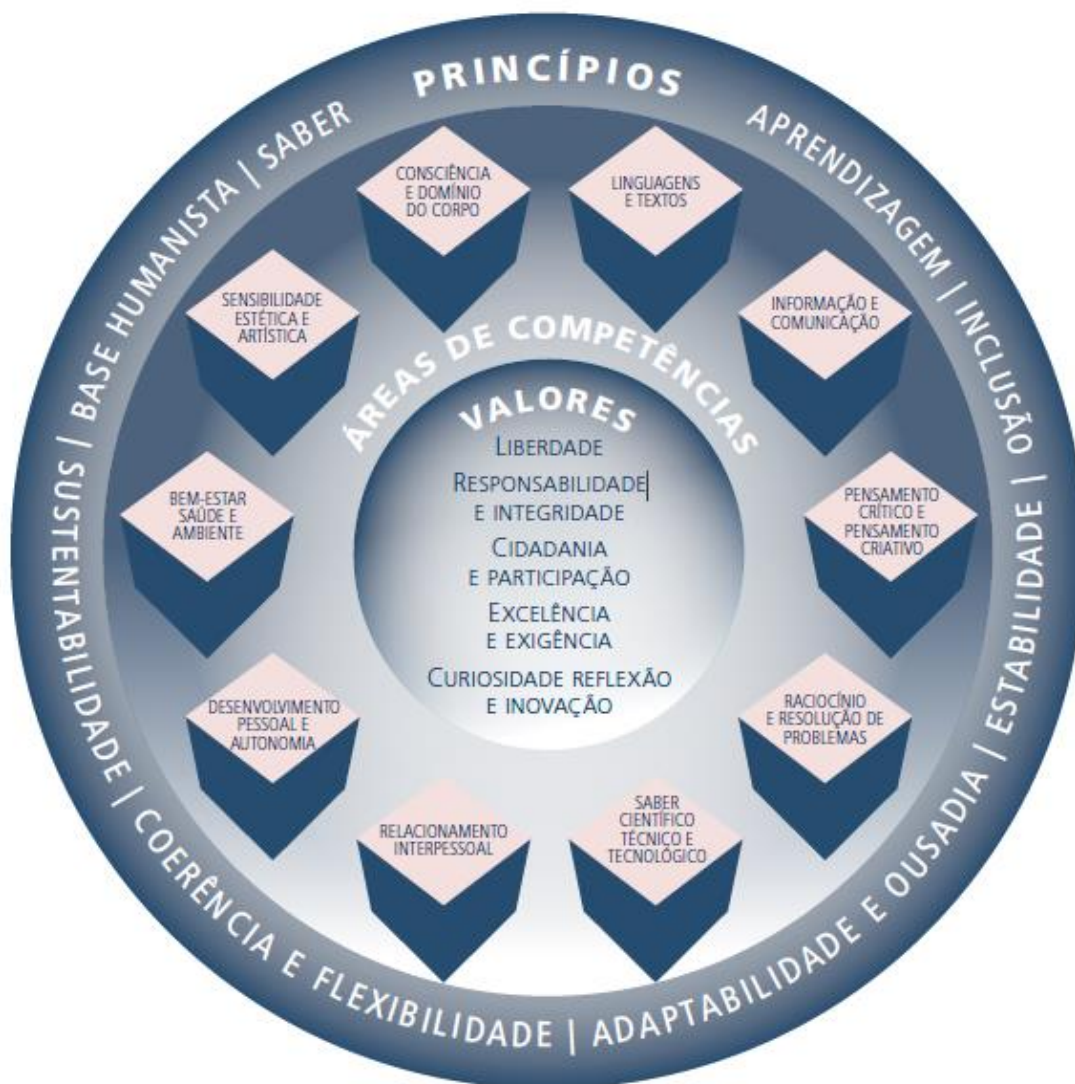 PRINCÍPIOS
APRENDIZAGEM | INCLUSÃO | ESTABILIDADE | ADAPTABILIDADE E OUSADIA | COERÊNCIA E FLEXIBILIDADE | SUSTENTABILIDADE | BASE HUMANISTA | SABER
ÁREAS DE COMPETÊNCIAS
LINGUAGENS
E TEXTOS
INFORMAÇÃO E
COMUNICAÇÃO
PENSAMENTO
CRÍTICO E
PENSAMENTO
CRIATIVO
RACIOCÍNIO
E RESOLUÇÃO DE
PROBLEMAS
SABER
CIENTÍFICO
TÉCNICO E
TECNOLÓGICO
RELACIONAMENTO
INTERPESSOAL
DESENVOLVIMENTO
PESSOAL E
AUTONOMIA
BEM-ESTAR
SAÚDE E
AMBIENTE
SENSIBILIDADE
ESTÉTICA E
ARTÍSTICA
CONSCIÊNCIA
E DOMÍNIO
DO CORPO
VALORES
LIBERDADE
RESPONSABILIDADE
E INTEGRIDADE
CIDADANIA
E PARTICIPAÇÃO
EXCELÊNCIA
E EXIGÊNCIA
CURIOSIDADE REFLEXÃO
E INOVAÇÃO